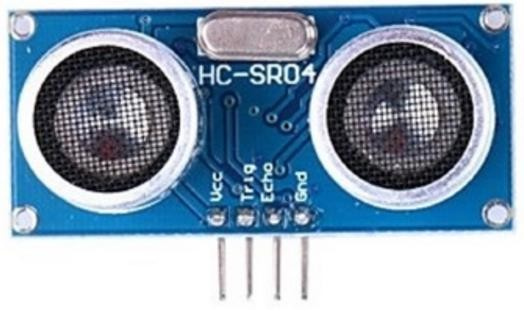 HC-SR04
Vcc
Trig
Echo
Gnd